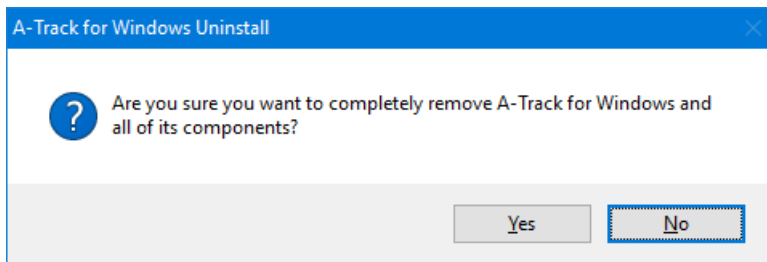 A-Track for Windows Uninstall
?
Are you sure you want to completely remove A-Track for Windows and
all of its components?
Yes
No